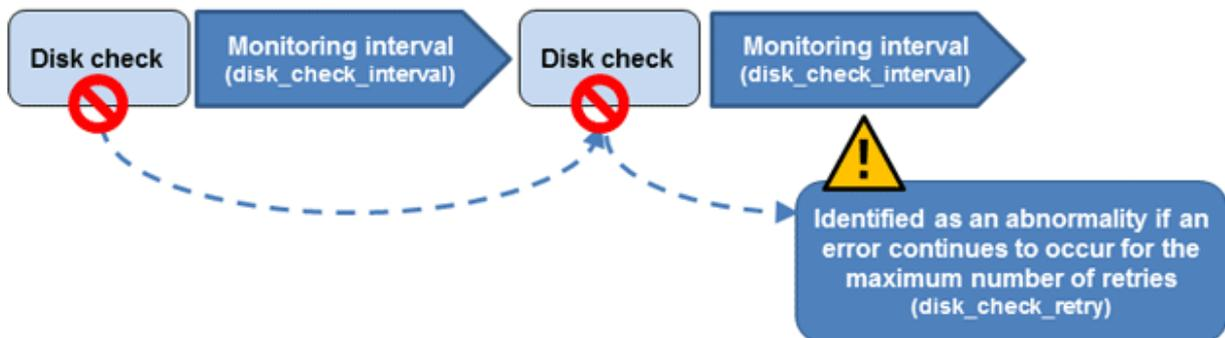 Disk check
Monitoring interval
(disk_check_interval)
Disk check
Monitoring interval
(disk_check_interval)
!
Identified as an abnormality if an
error continues to occur for the
maximum number of retries
(disk_check_retry)